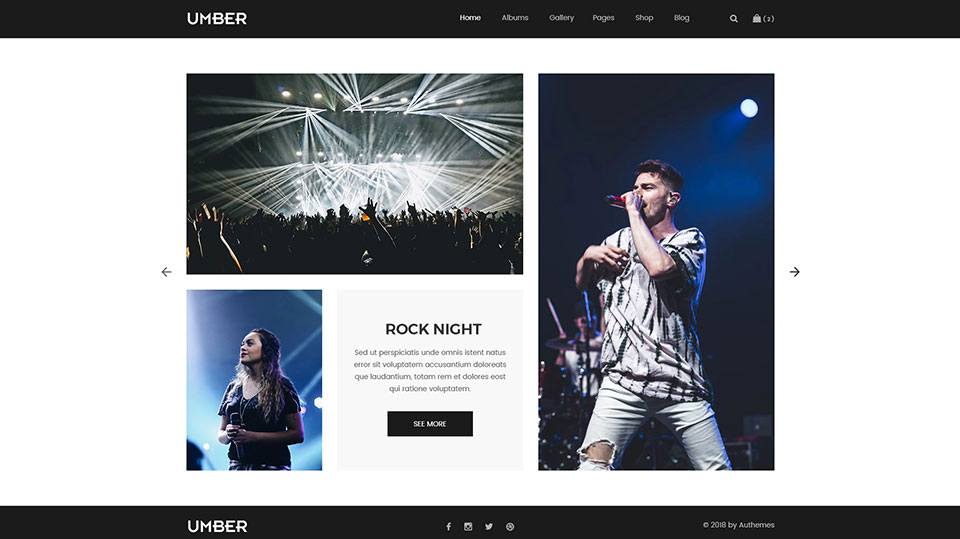 UMBER
Home Albums Gallery Pages Shop Blog (2)
ROCK NIGHT
Sed ut perspiciatis unde omnis istent natus
error sit voluptatem accusantium doloreats
que laudantium, totam rem et dolores eost
qui ratione voluptatem.
SEE MORE
UMBER
© 2018 by Authemes